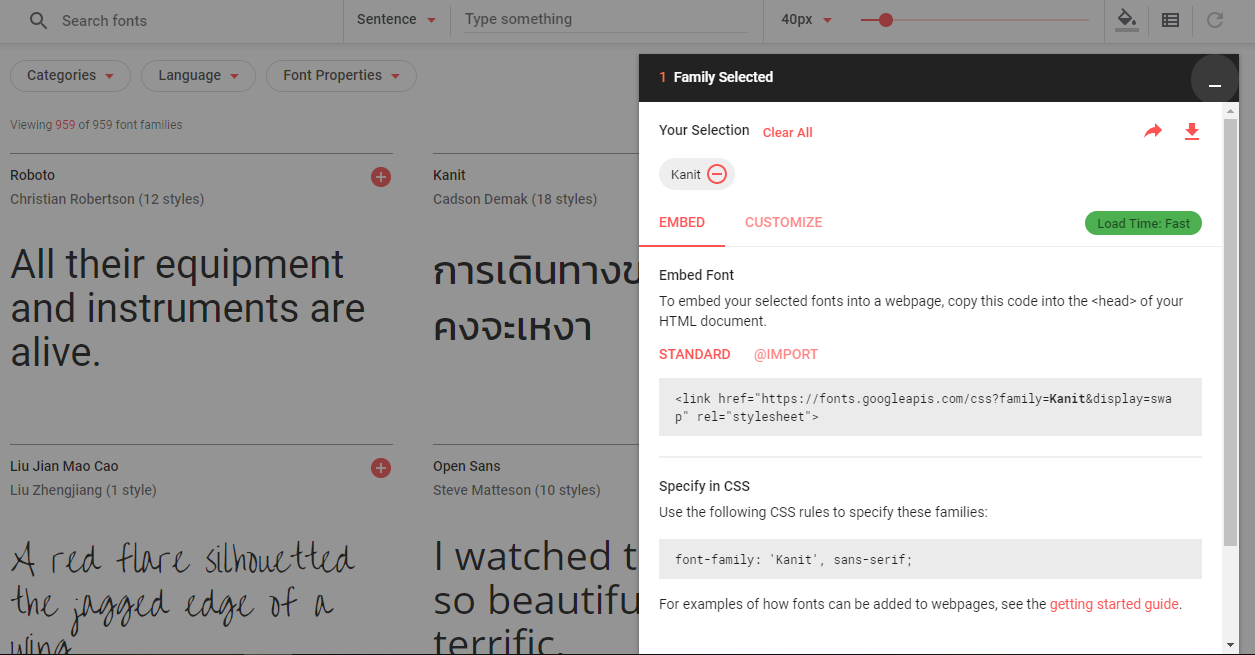 Search fonts
Sentence
Type something
40px
Categories
Language
Font Properties
Viewing 959 of 959 font families
Roboto
Christian Robertson (12 styles)
All their equipment
and instruments are
alive.
Kanit
Cadson Demak (18 styles)
การเดินทางข
คงจะเหงา
Liu Jian Mao Cao
Liu Zhengjiang (1 style)
A red flare silhouetted
the jagged edge of a
wing.
Open Sans
Steve Matteson (10 styles)
I watched t
so beautifu
terrific.
1 Family Selected
Your Selection
Clear All
Kanit
EMBED
CUSTOMIZE
Load Time: Fast
Embed Font
To embed your selected fonts into a webpage, copy this code into the <head> of your
HTML document.
STANDARD
@IMPORT
<link href="https://fonts.googleapis.com/css?family=Kanit&display=swa
p" rel="stylesheet">
Specify in CSS
Use the following CSS rules to specify these families:
font-family: 'Kanit', sans-serif;
For examples of how fonts can be added to webpages, see the getting started guide.